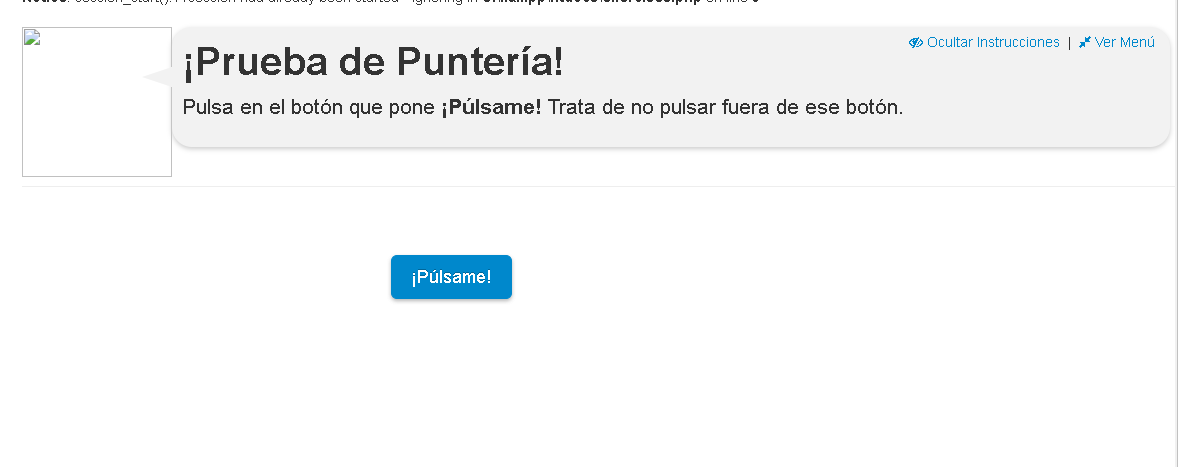 ¡Prueba de Puntería!
Ocultar Instrucciones | Ver Menú
Pulsa en el botón que pone ¡Púlsame! Trata de no pulsar fuera de ese botón.
¡Púlsame!